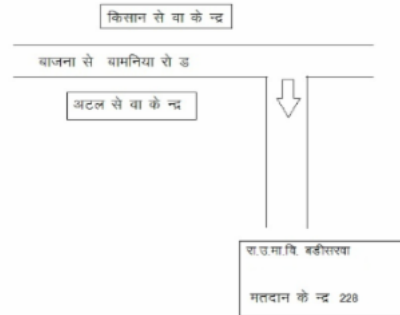 किसान से वा के न्द्र
बाजना से बामनिया रो ड
अटल से वा के न्द्र
रा.उ.मा.वि. बडीसरवा
मतदान के न्द्र 228